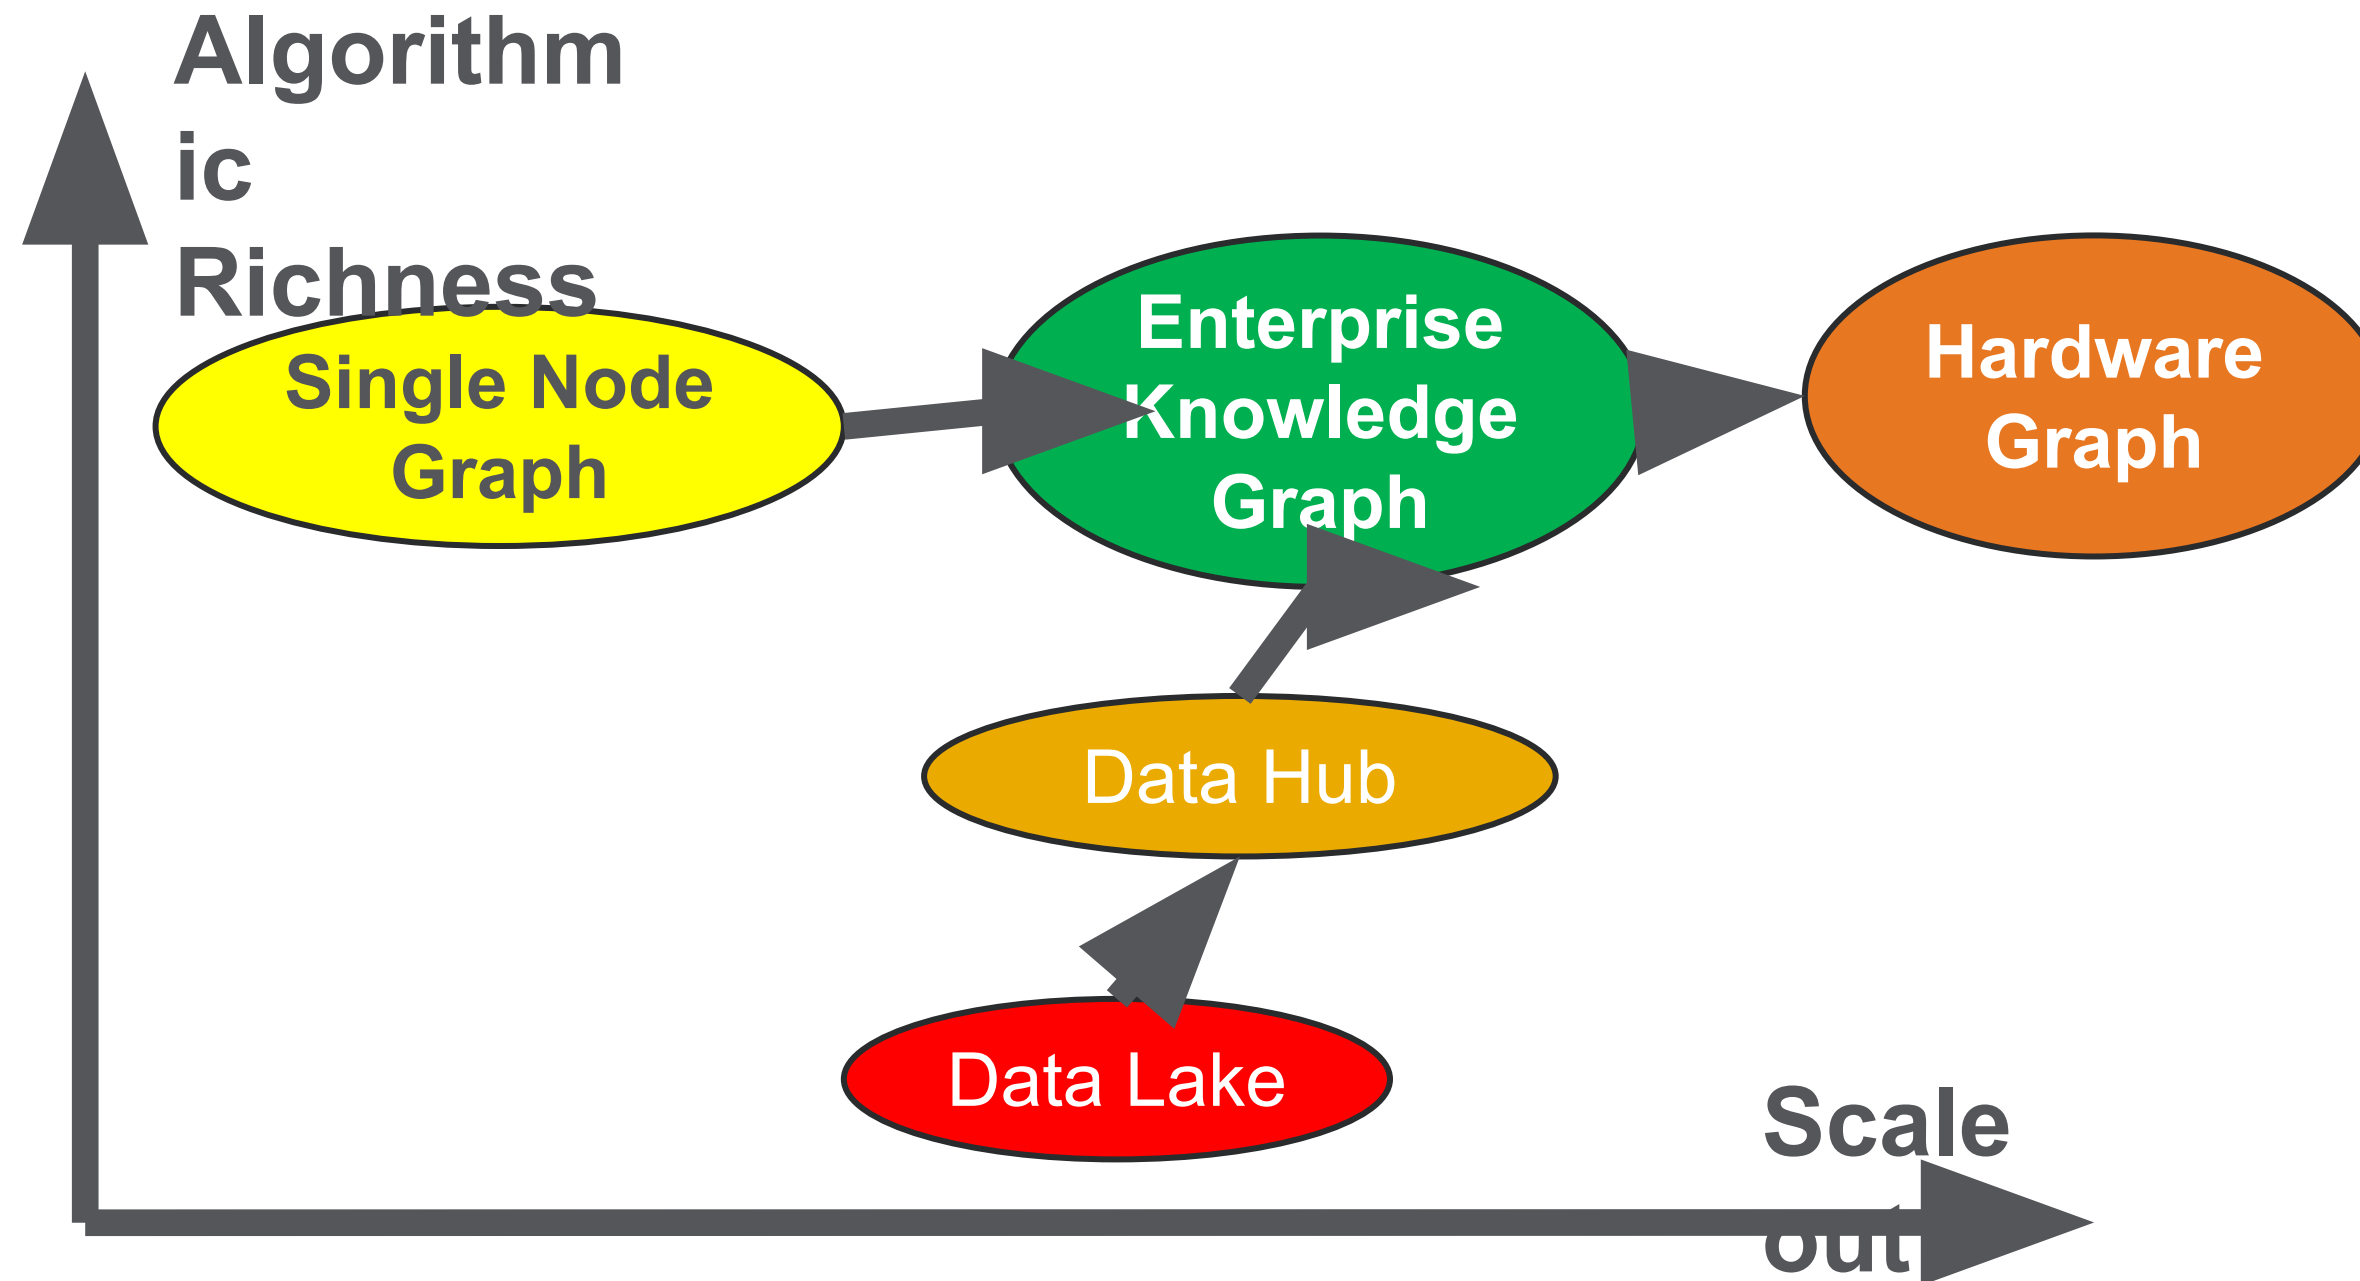 Algorithm
ic
Richness
Single Node
Graph
Enterprise
Knowledge
Graph
Hardware
Graph
Data Hub
Data Lake
Scale
out